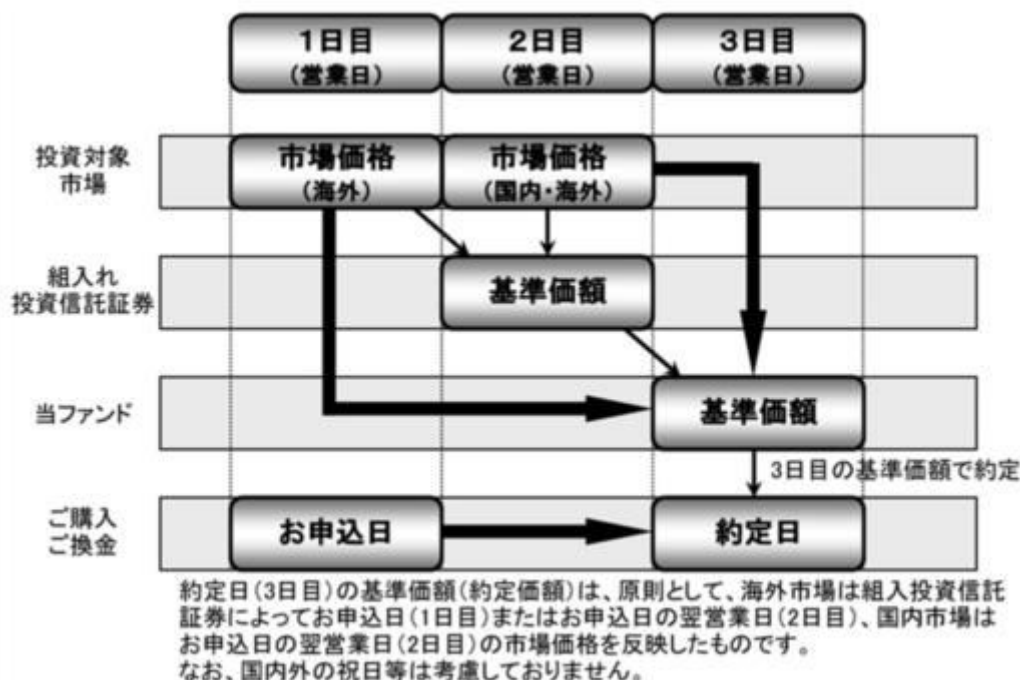 1日目
(営業日)
2日目
(営業日)
3日目
(営業日)
投資対象
市場
市場価格
(海外)
市場価格
(国内・海外)
組入れ
投資信託証券
基準価額
当ファンド
基準価額
3日目の基準価額で約定
ご購入
ご換金
お申込日
約定日
約定日(3日目)の基準価額(約定価額)は、原則として、海外市場は組入投資信託
証券によってお申込日(1日目)またはお申込日の翌営業日(2日目)、国内市場は
お申込日の翌営業日(2日目)の市場価格を反映したものです。
なお、国内外の祝日等は考慮しておりません。